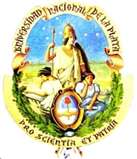 UNIVERSIDAD NACIONAL DE LA PLATA
PRO SCIENTIA ET PATRIA